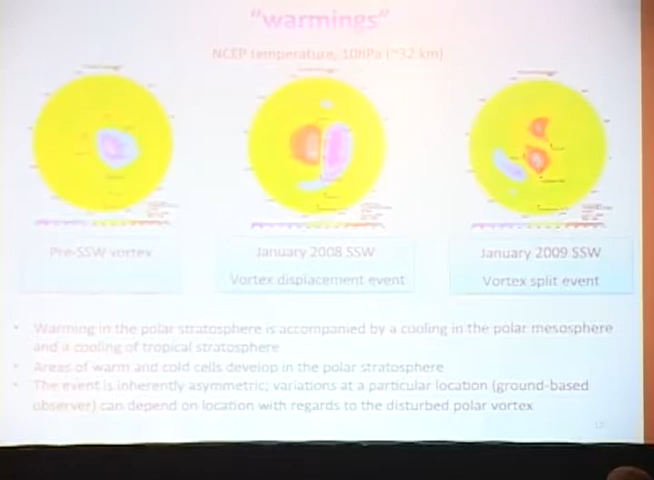 "warmings"
NCEP temperature, 10hPa (~32 km)
Pre-SSW vortex
January 2008 SSW
Vortex displacement event
January 2009 SSW
Vortex split event
• Warming in the polar stratosphere is accompanied by a cooling in the polar mesosphere
and a cooling of tropical stratosphere
• Areas of warm and cold cells develop in the polar stratosphere
• The event is inherently asymmetric; variations at a particular location (ground-based
observer) can depend on location with regards to the disturbed polar vortex